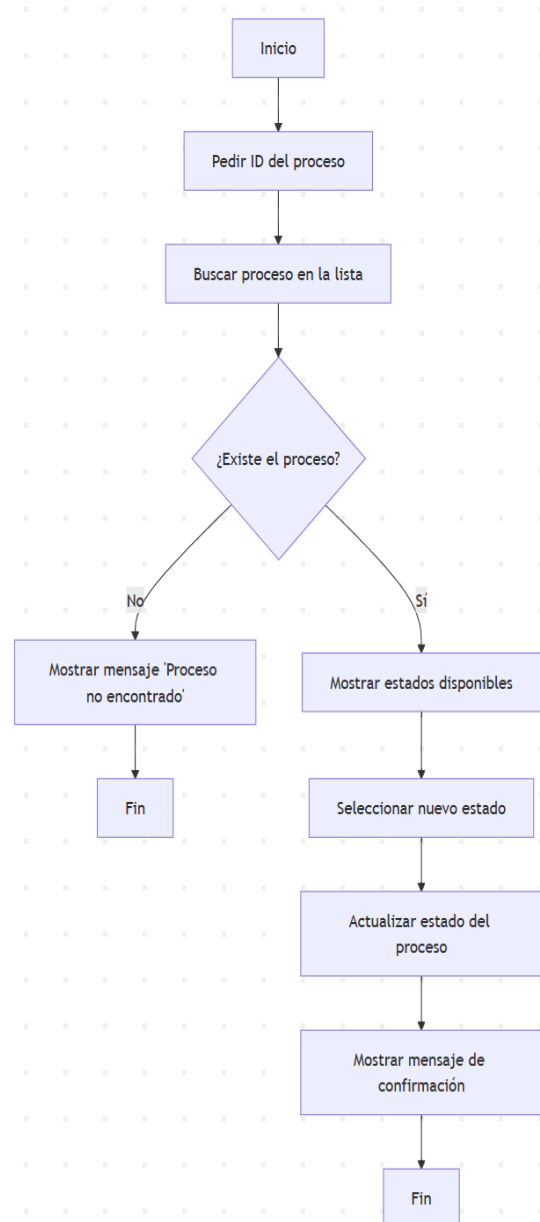 Inicio
Pedir ID del proceso
Buscar proceso en la lista
¿Existe el proceso?
No
Sí
Mostrar mensaje 'Proceso
no encontrado'
Mostrar estados disponibles
Fin
Seleccionar nuevo estado
Actualizar estado del
proceso
Mostrar mensaje de
confirmación
Fin